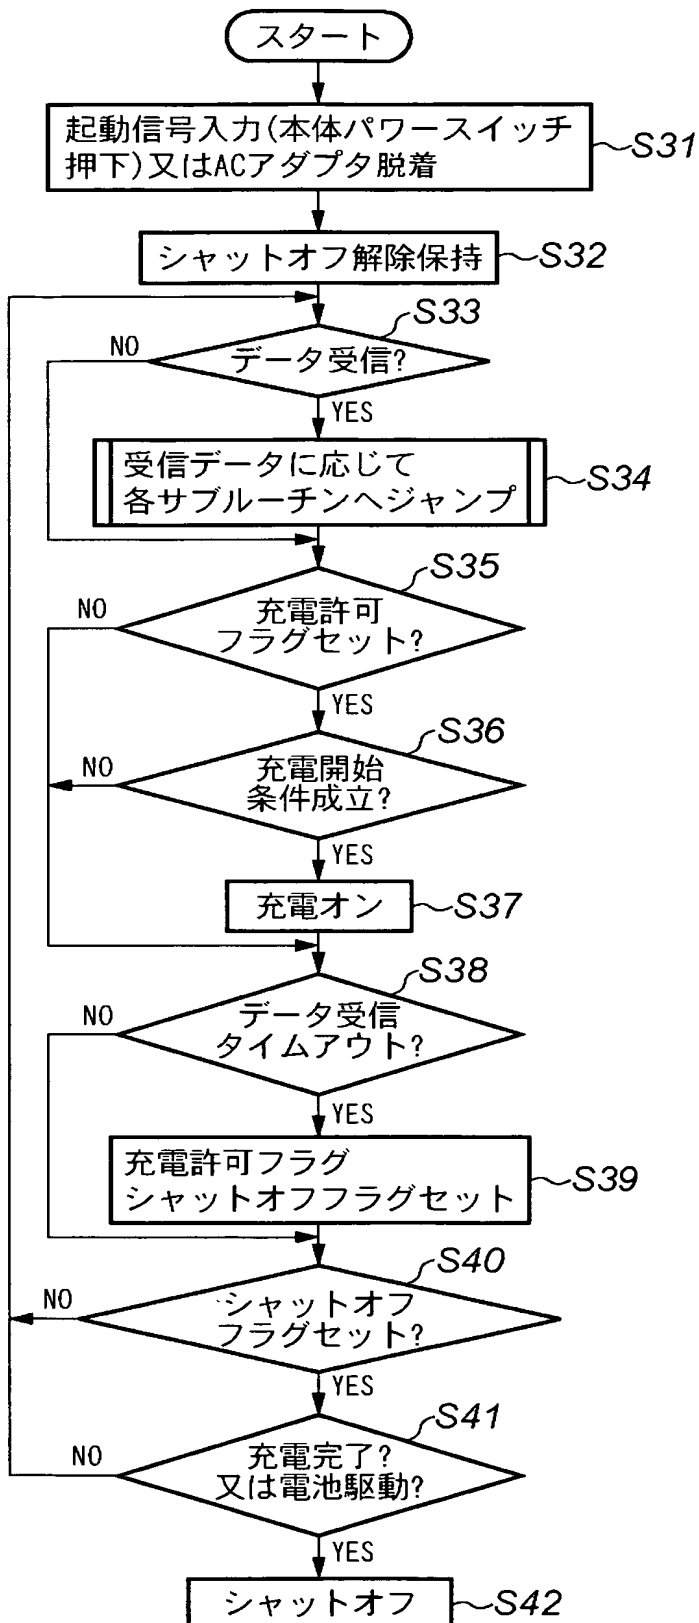 スタート
起動信号入力(本体パワースイッチ
押下)又はACアダプタ脱着
S31
シャットオフ解除保持
S32
S33
NO
データ受信?
YES
受信データに応じて
各サブルーチンへジャンプ
S34
S35
NO
充電許可
フラグセット?
YES
S36
NO
充電開始
条件成立?
YES
充電オン
S37
S38
NO
データ受信
タイムアウト?
YES
充電許可フラグ
シャットオフフラグセット
S39
S40
NO
シャットオフ
フラグセット?
YES
S41
NO
充電完了?
又は電池駆動?
YES
シャットオフ
S42